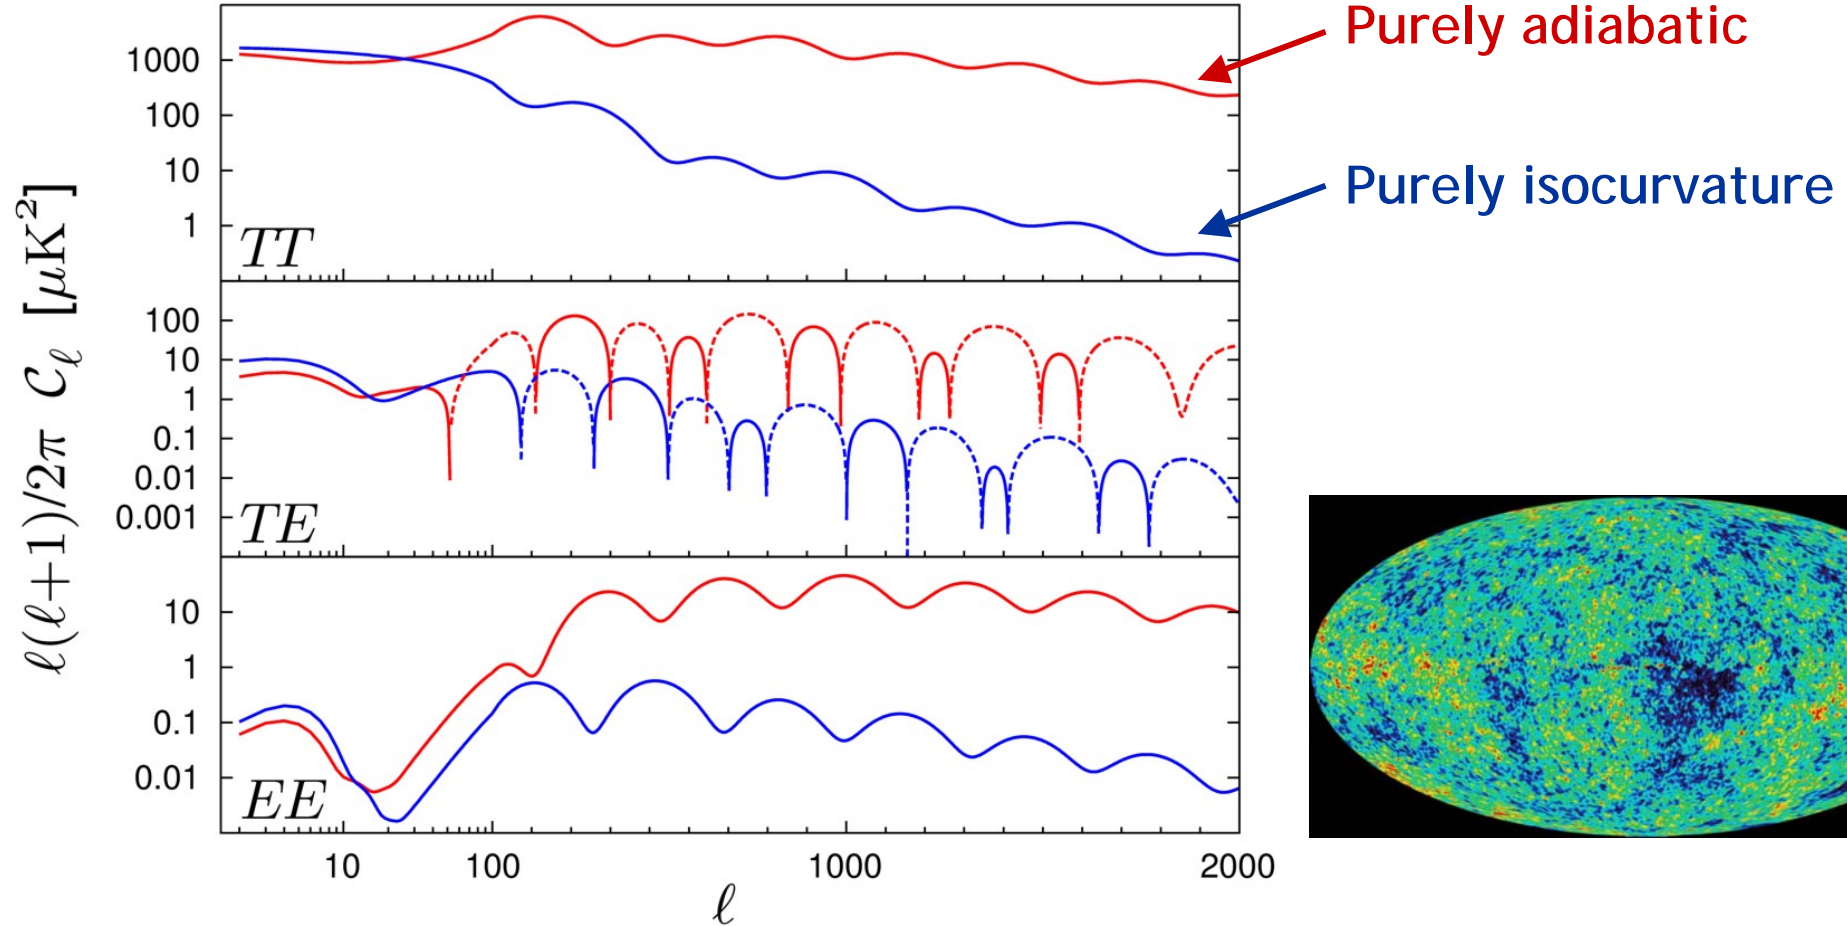 Purely adiabatic
Purely isocurvature
ℓ(ℓ+1)/2π 𝒞ℓ [μK²]
1000
100
10
1
TT
100
10
1
0.1
0.01
0.001
TE
10
1
0.1
0.01
EE
10 100 1000 2000
ℓ